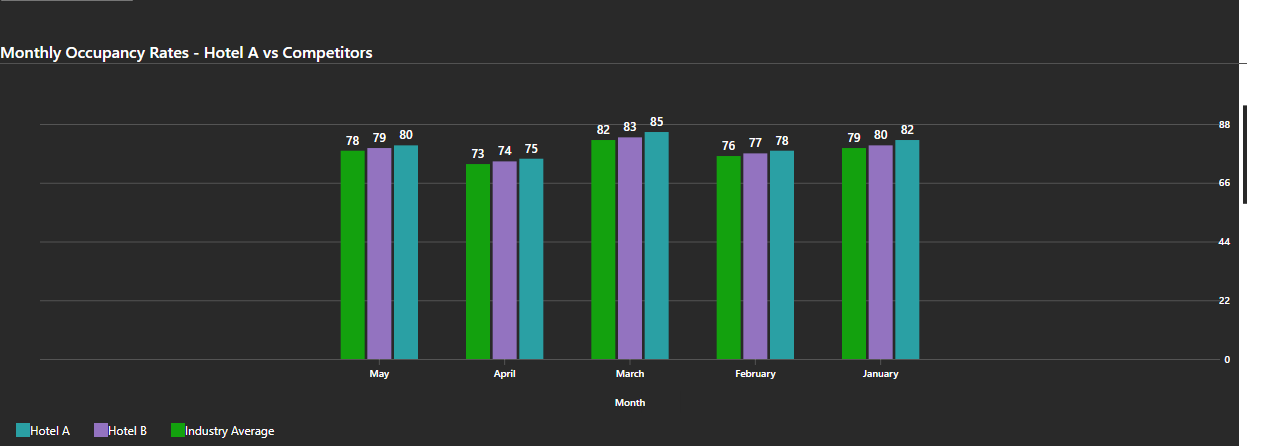 Monthly Occupancy Rates - Hotel A vs Competitors
78 79 80 73 74 75 82 83 85 76 77 78 79 80 82
88
66
44
22
0
May April March February January
Month
Hotel A Hotel B Industry Average